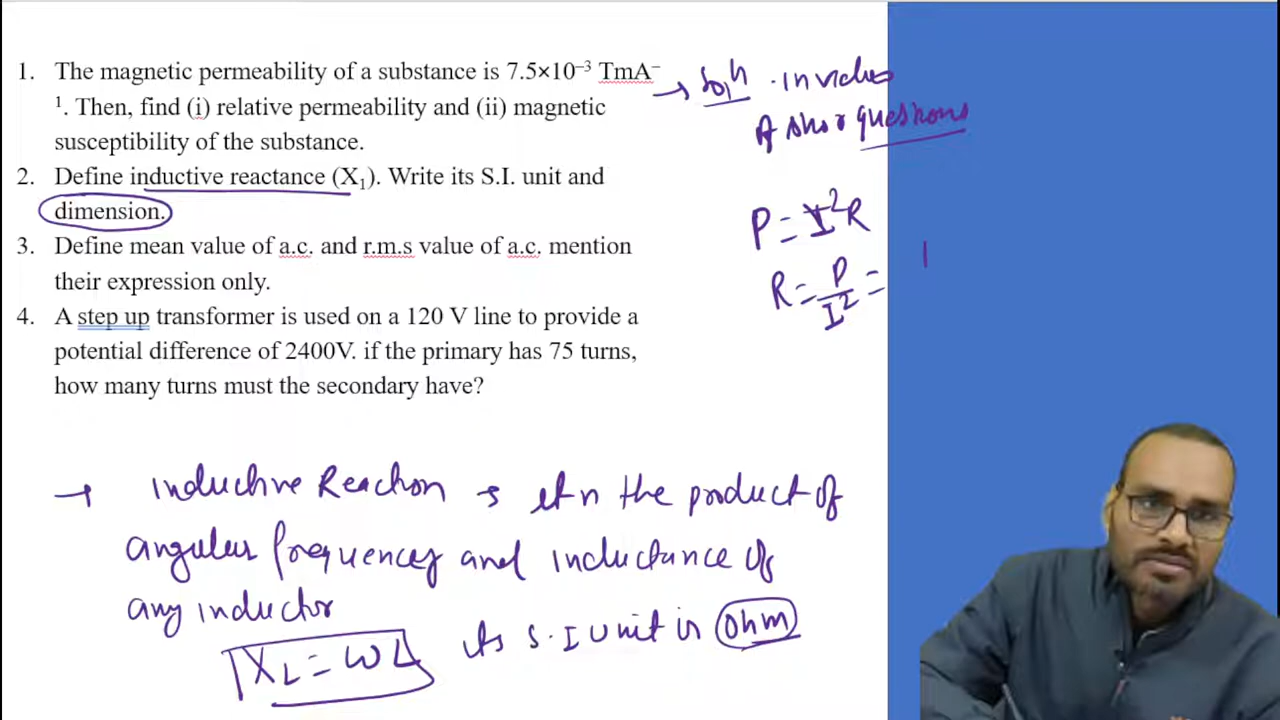 1. The magnetic permeability of a substance is 7.5×10⁻³ TmA⁻
¹. Then, find (i) relative permeability and (ii) magnetic
susceptibility of the substance.
2. Define inductive reactance (X₁). Write its S.I. unit and
dimension.
3. Define mean value of a.c. and r.m.s value of a.c. mention
their expression only.
4. A step up transformer is used on a 120 V line to provide a
potential difference of 2400V. if the primary has 75 turns,
how many turns must the secondary have?
→ Solⁿ . in video
A shor questions
P = I²R
R = P/I² =
→ inductive Reaction → it is the product of
angular frequency and inductance of
any inductor
X_L = ωL its S.I unit is ohm